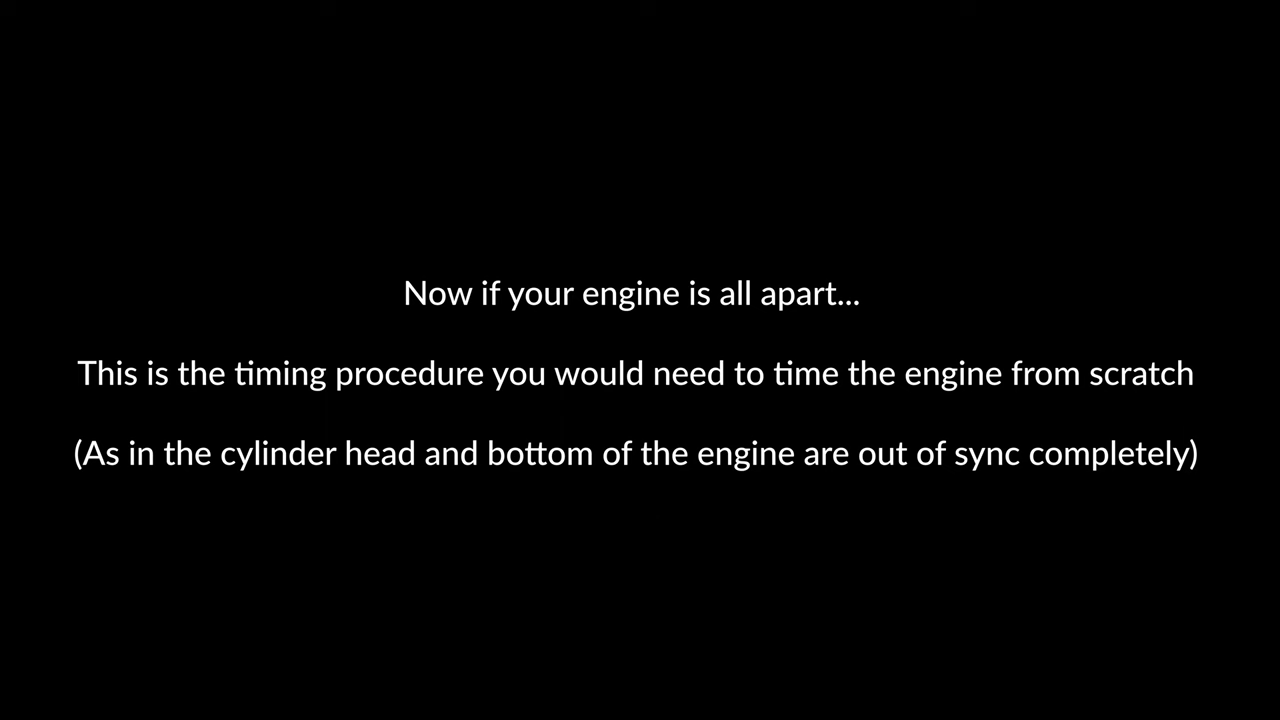 Now if your engine is all apart...
This is the timing procedure you would need to time the engine from scratch
(As in the cylinder head and bottom of the engine are out of sync completely)